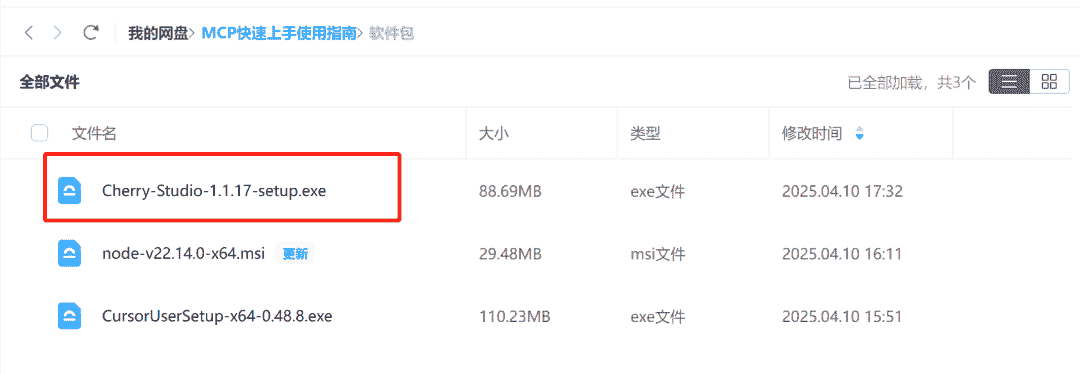 我的网盘> MCP快速上手使用指南> 软件包
全部文件 已全部加载，共3个
文件名 大小 类型 修改时间
Cherry-Studio-1.1.17-setup.exe 88.69MB exe文件 2025.04.10 17:32
node-v22.14.0-x64.msi 更新 29.48MB msi文件 2025.04.10 16:11
CursorUserSetup-x64-0.48.8.exe 110.23MB exe文件 2025.04.10 15:51